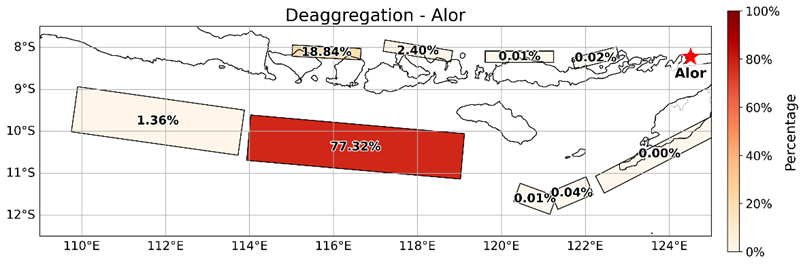 Deaggregation - Alor
100%
80%
60%
40%
20%
0%
Percentage
8°S
9°S
10°S
11°S
12°S
18.84%
2.40%
0.01%
0.02%
Alor
1.36%
77.32%
0.00%
0.01%
0.04%
110°E
112°E
114°E
116°E
118°E
120°E
122°E
124°E